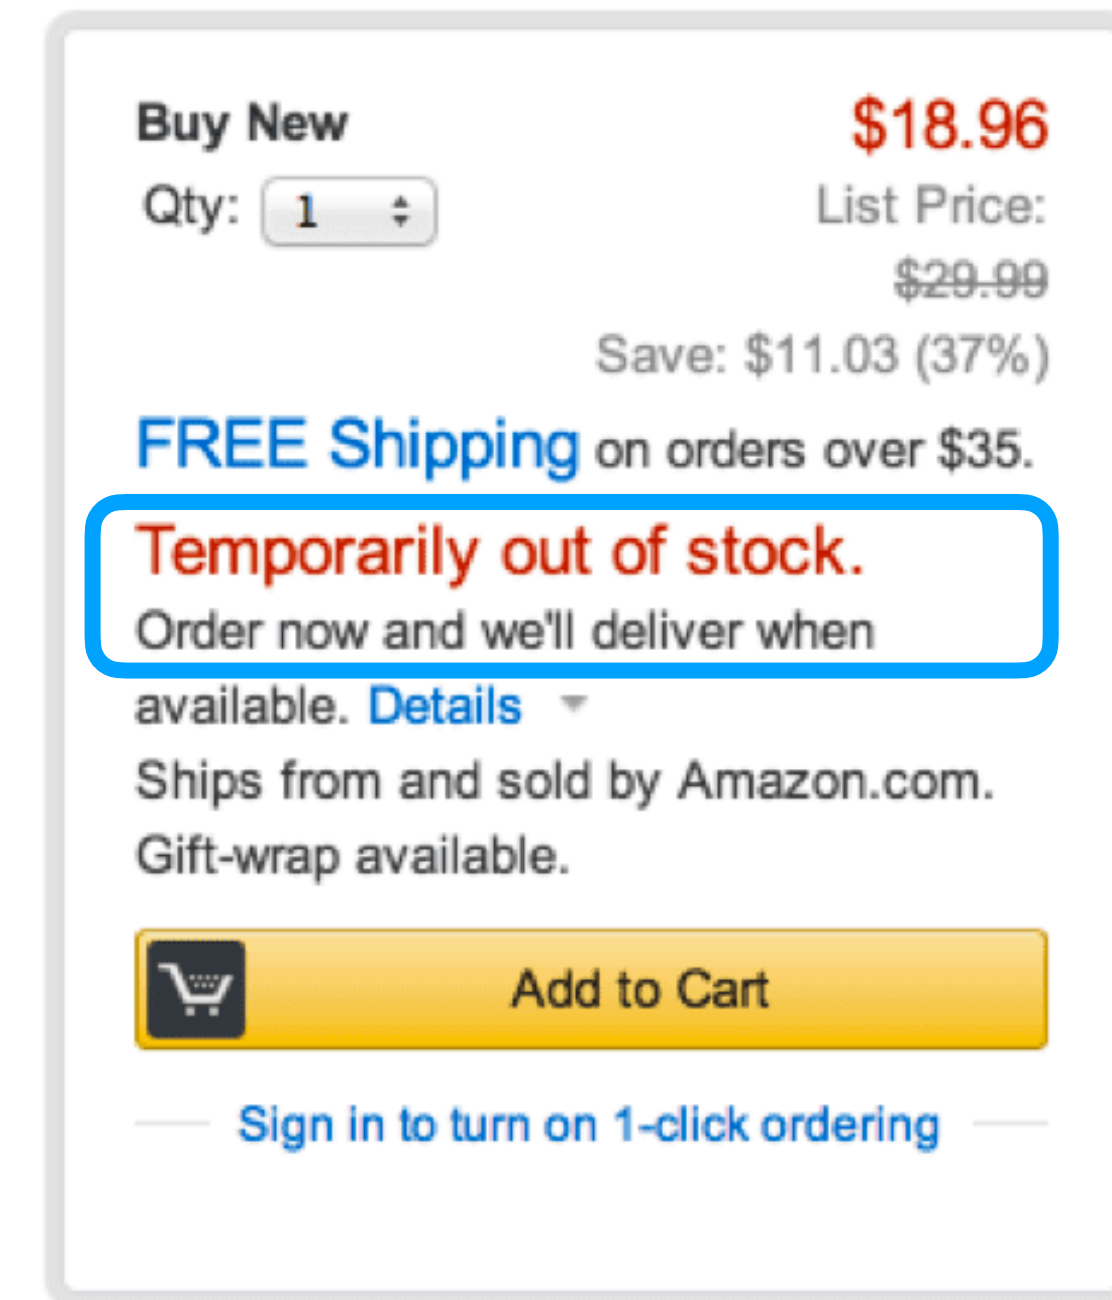 Buy New $18.96
Qty: 1 List Price:
$29.99
Save: $11.03 (37%)
FREE Shipping on orders over $35.
Temporarily out of stock.
Order now and we'll deliver when
available. Details
Ships from and sold by Amazon.com.
Gift-wrap available.
Add to Cart
Sign in to turn on 1-click ordering